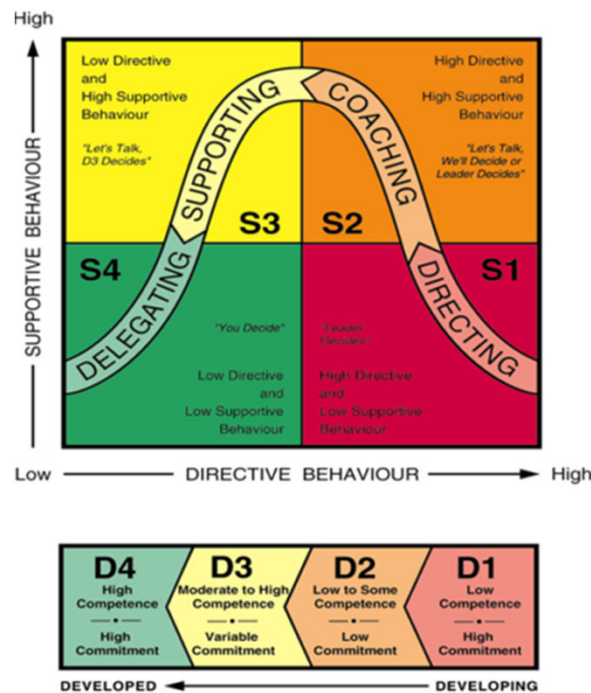 High
SUPPORTIVE BEHAVIOUR
Low Directive
and
High Supportive
Behaviour
"Let's Talk,
D3 Decides"
S3
SUPPORTING
High Directive
and
High Supportive
Behaviour
"Let's Talk,
We'll Decide or
Leader Decides"
S2
COACHING
S4
DELEGATING
"You Decide"
Low Directive
and
Low Supportive
Behaviour
S1
DIRECTING
"Leader
Decides"
High Directive
and
Low Supportive
Behaviour
Low
DIRECTIVE BEHAVIOUR
High
D4
High
Competence
High
Commitment
D3
Moderate to High
Competence
Variable
Commitment
D2
Low to Some
Competence
Low
Commitment
D1
Low
Competence
High
Commitment
DEVELOPED
DEVELOPING